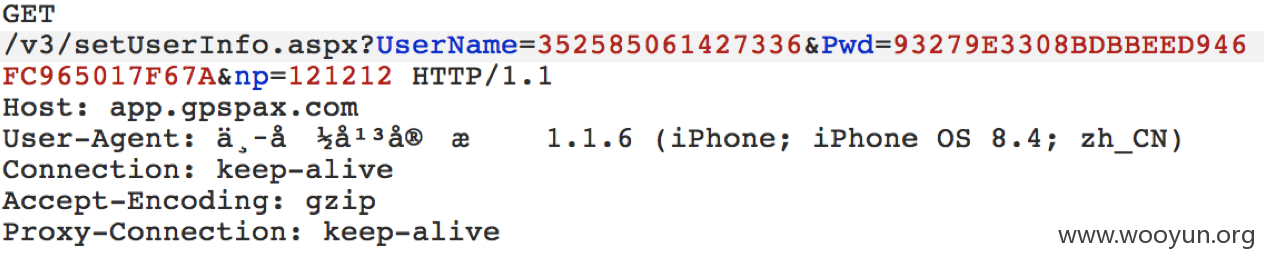 GET
/v3/setUserInfo.aspx?UserName=352585061427336&Pwd=93279E3308BDBBEED946
FC965017F67A&np=121212 HTTP/1.1
Host: app.gpspax.com
User-Agent: ä¸­å ½å¹³å® æ 1.1.6 (iPhone; iPhone OS 8.4; zh_CN)
Connection: keep-alive
Accept-Encoding: gzip
Proxy-Connection: keep-alive
www.wooyun.org